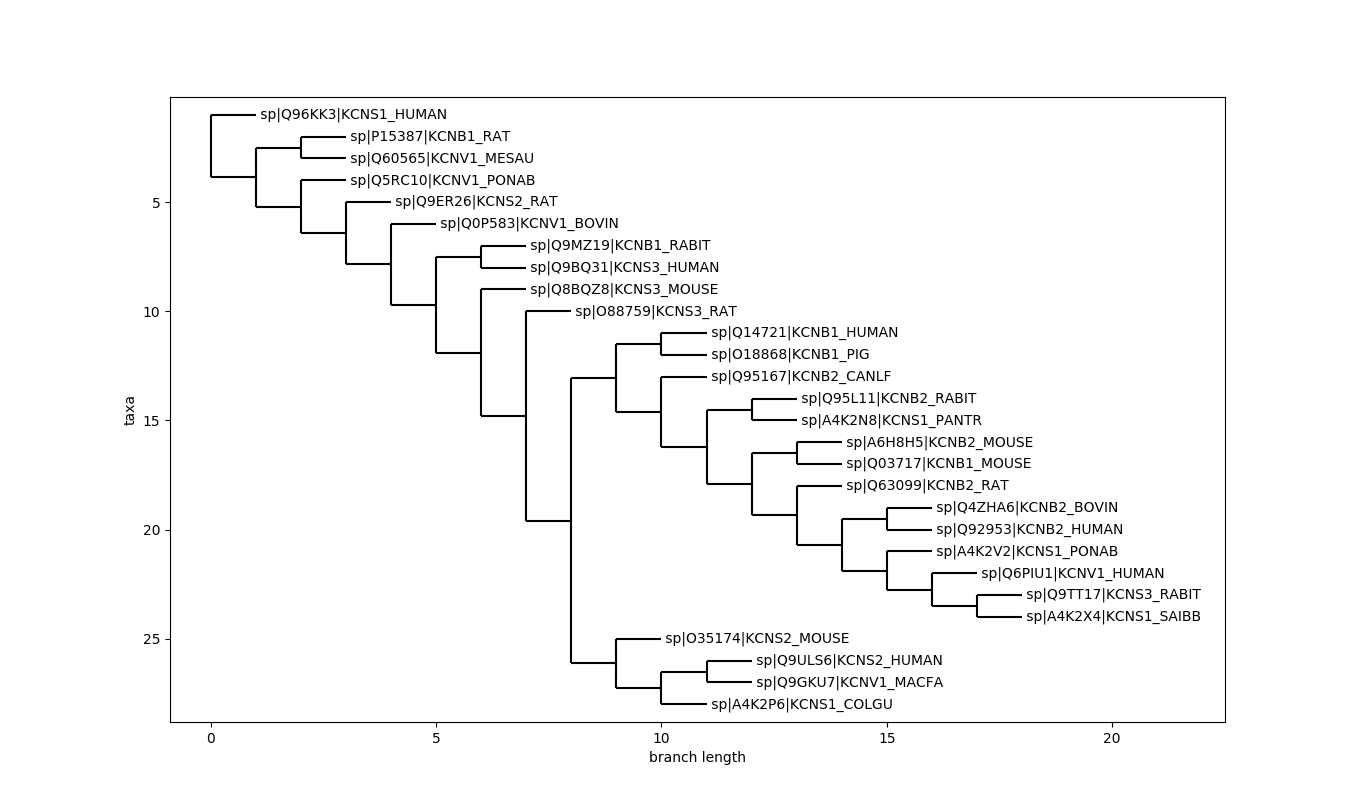 sp|Q96KK3|KCNS1_HUMAN
sp|P15387|KCNB1_RAT
sp|Q60565|KCNV1_MESAU
sp|Q5RC10|KCNV1_PONAB
5
sp|Q9ER26|KCNS2_RAT
sp|Q0P583|KCNV1_BOVIN
sp|Q9MZ19|KCNB1_RABIT
sp|Q9BQ31|KCNS3_HUMAN
sp|Q8BQZ8|KCNS3_MOUSE
10
sp|O88759|KCNS3_RAT
sp|Q14721|KCNB1_HUMAN
sp|O18868|KCNB1_PIG
sp|Q95167|KCNB2_CANLF
sp|Q95L11|KCNB2_RABIT
taxa
15
sp|A4K2N8|KCNS1_PANTR
sp|A6H8H5|KCNB2_MOUSE
sp|Q03717|KCNB1_MOUSE
sp|Q63099|KCNB2_RAT
sp|Q4ZHA6|KCNB2_BOVIN
20
sp|Q92953|KCNB2_HUMAN
sp|A4K2V2|KCNS1_PONAB
sp|Q6PIU1|KCNV1_HUMAN
sp|Q9TT17|KCNS3_RABIT
sp|A4K2X4|KCNS1_SAIBB
25
sp|O35174|KCNS2_MOUSE
sp|Q9ULS6|KCNS2_HUMAN
sp|Q9GKU7|KCNV1_MACFA
sp|A4K2P6|KCNS1_COLGU
0 5 10 15 20
branch length